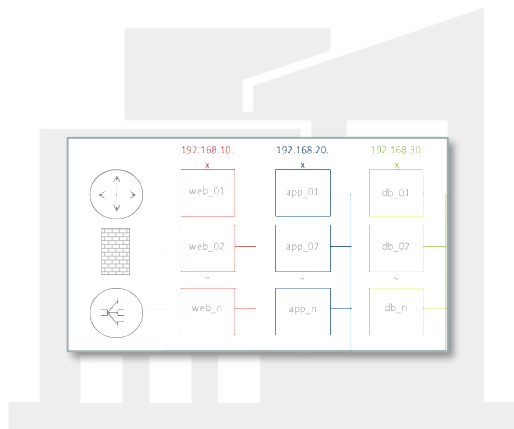 192.168.10. 192.168.20. 192.168.30.
x x x
web_01 app_01 db_01
web_02 app_02 db_02
~ ~ ~
web_n app_n db_n